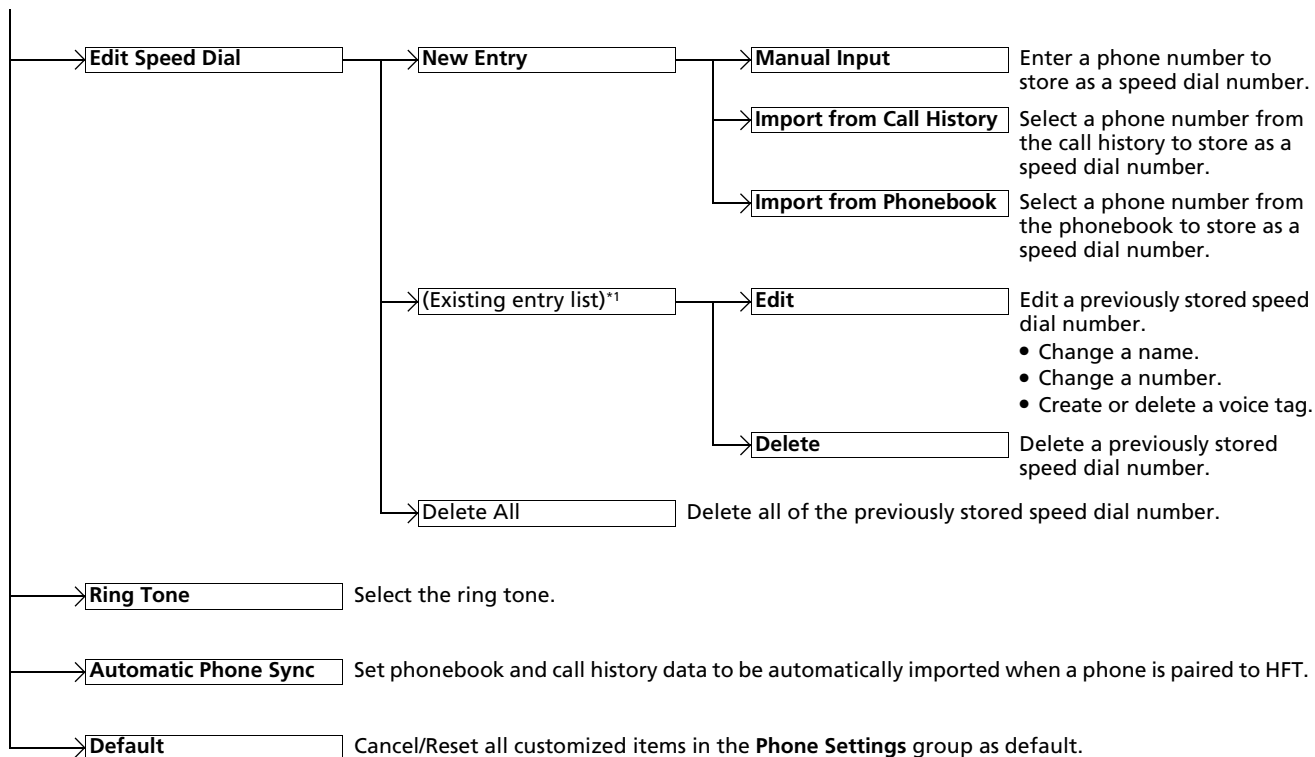 Edit Speed Dial
New Entry
Manual Input
Enter a phone number to
store as a speed dial number.
Import from Call History
Select a phone number from
the call history to store as a
speed dial number.
Import from Phonebook
Select a phone number from
the phonebook to store as a
speed dial number.
(Existing entry list)*1
Edit
Edit a previously stored speed
dial number.
• Change a name.
• Change a number.
• Create or delete a voice tag.
Delete
Delete a previously stored
speed dial number.
Delete All
Delete all of the previously stored speed dial number.
Ring Tone
Select the ring tone.
Automatic Phone Sync
Set phonebook and call history data to be automatically imported when a phone is paired to HFT.
Default
Cancel/Reset all customized items in the Phone Settings group as default.